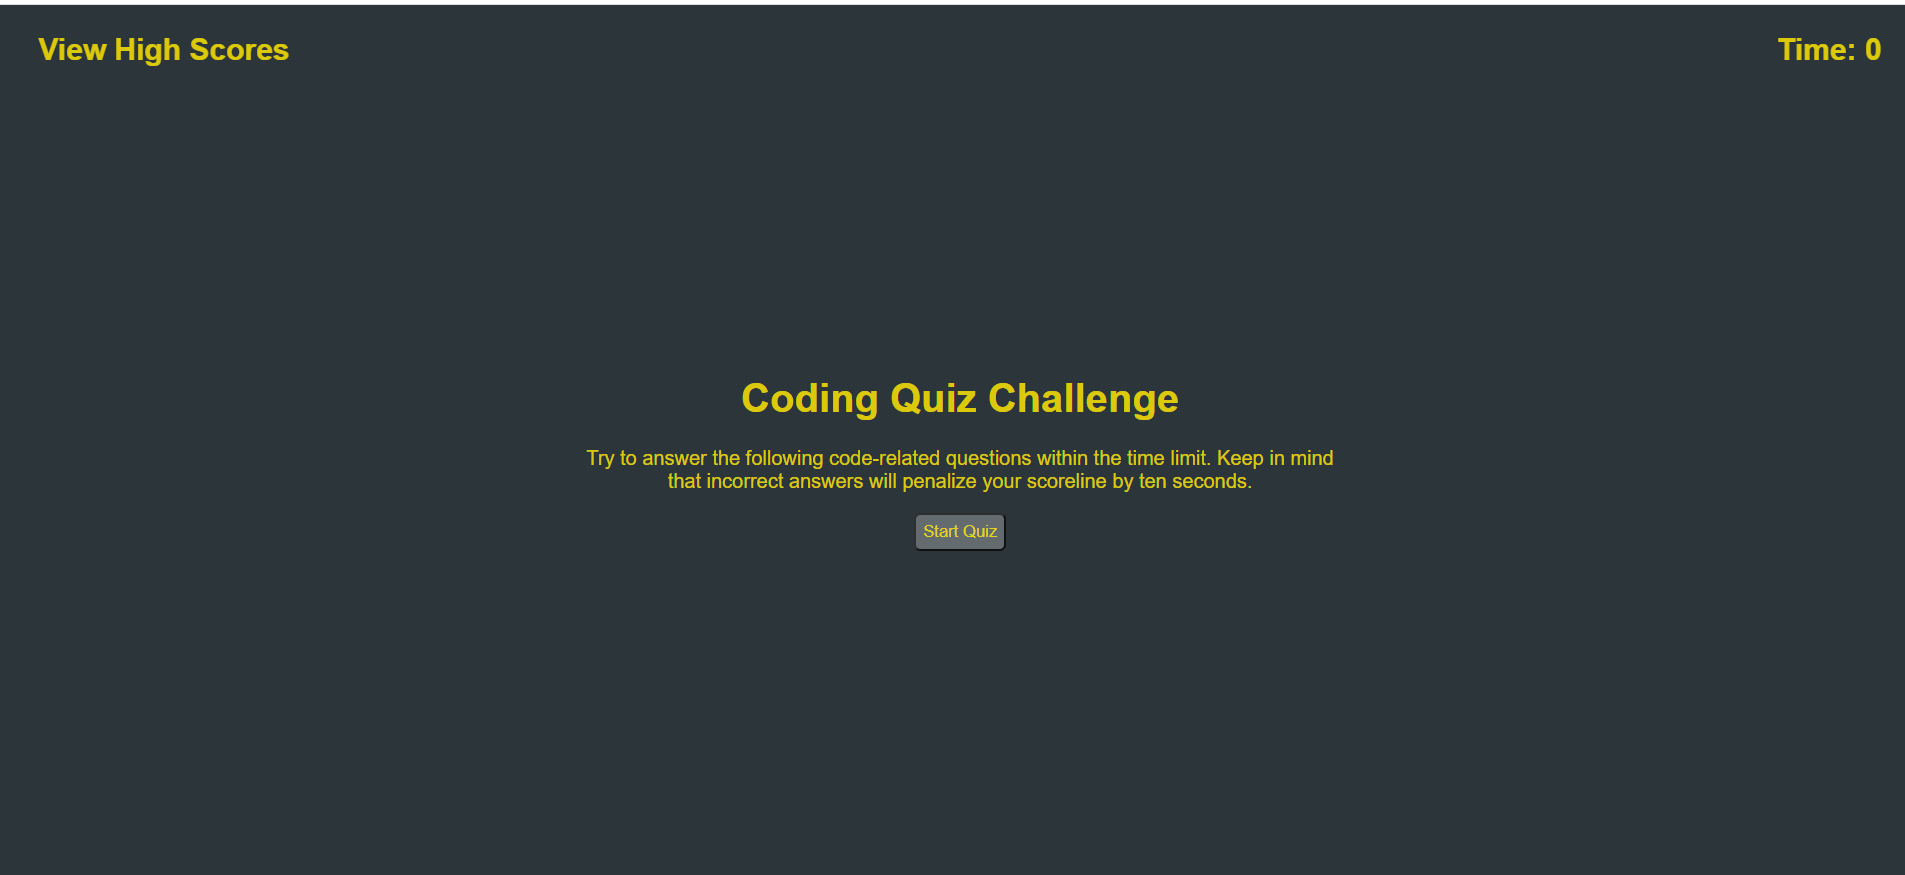 View High Scores
Time: 0
Coding Quiz Challenge
Try to answer the following code-related questions within the time limit. Keep in mind
that incorrect answers will penalize your scoreline by ten seconds.
Start Quiz